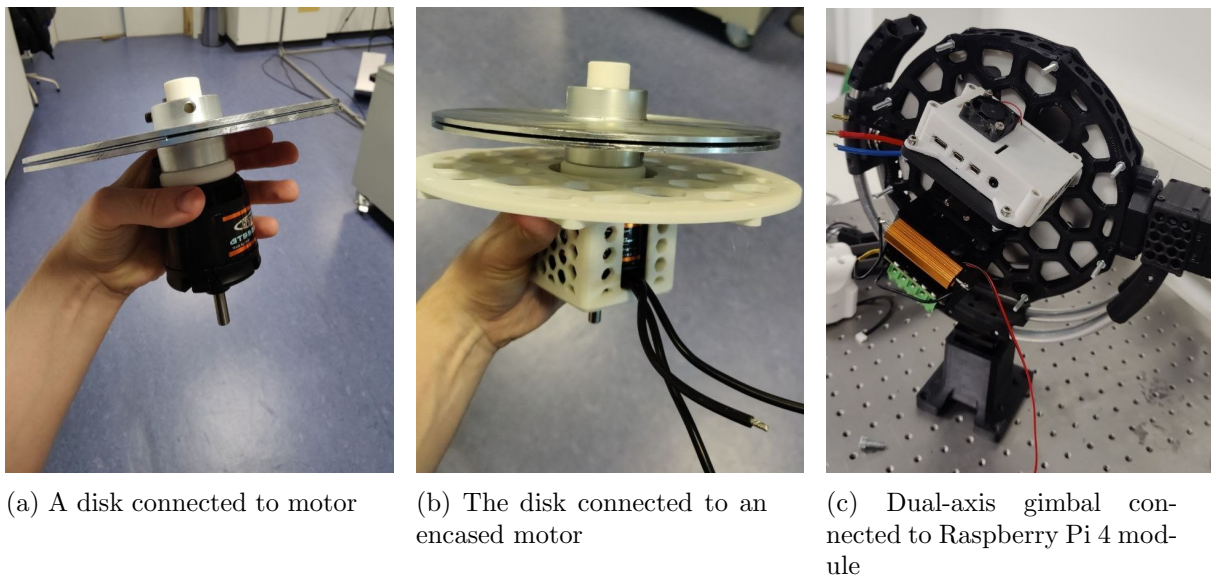 (a) A disk connected to motor
(b) The disk connected to an
encased motor
(c) Dual-axis gimbal con-
nected to Raspberry Pi 4 mod-
ule